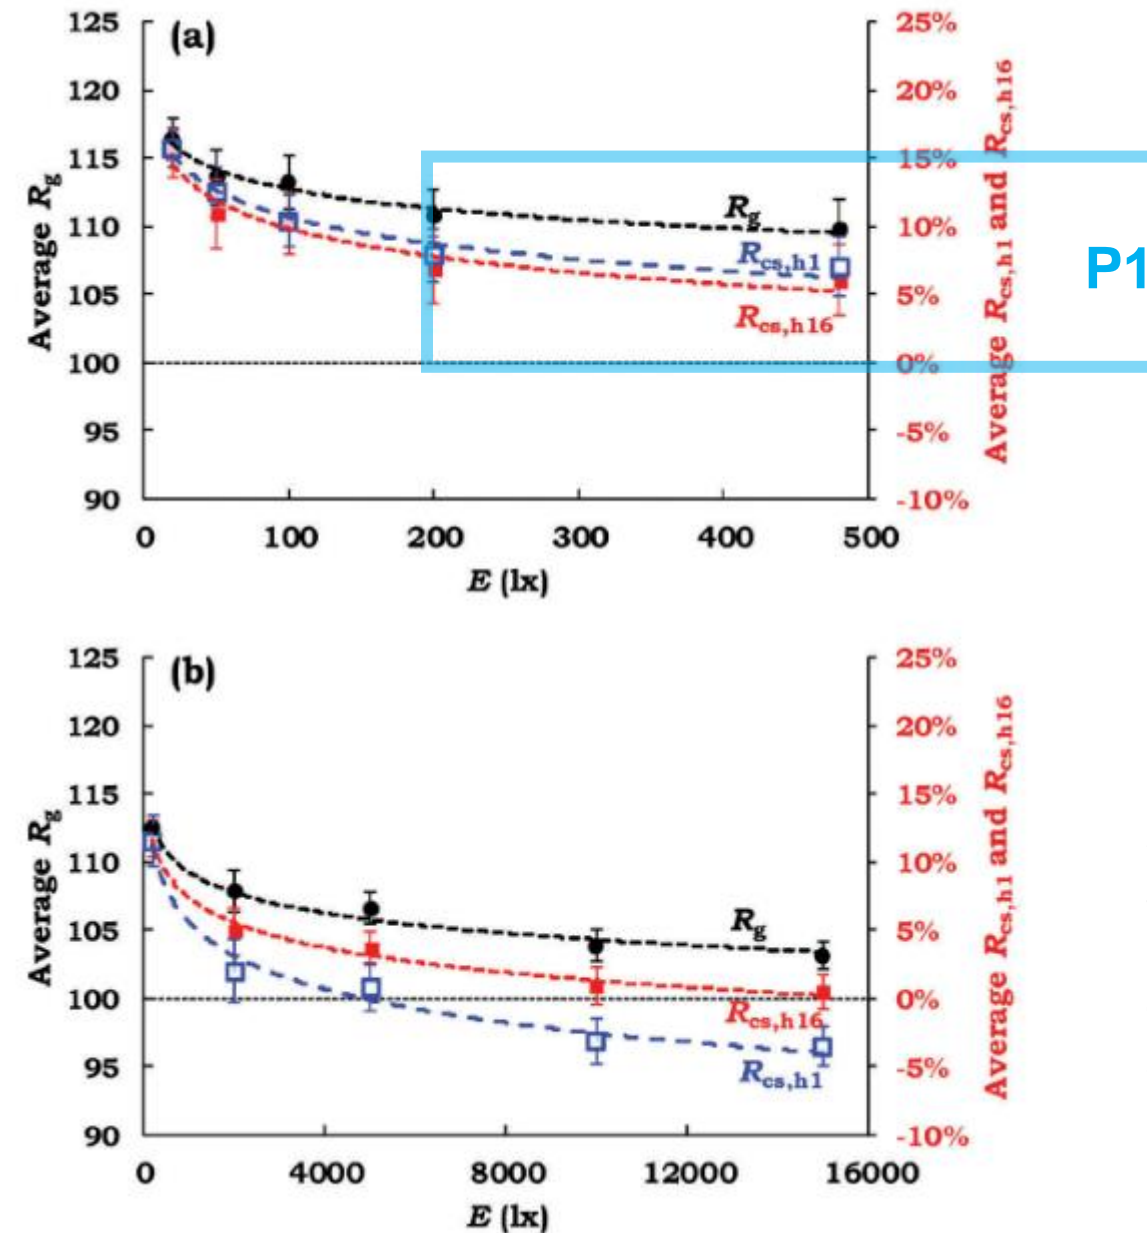 (a)
125
120
115
110
105
100
95
90
Average Rg
25%
20%
15%
10%
5%
0%
-5%
-10%
Average Rcs,h1 and Rcs,h16
P1
Rg
Rcs,h1
Rcs,h16
0 100 200 300 400 500
E (lx)
(b)
125
120
115
110
105
100
95
90
Average Rg
25%
20%
15%
10%
5%
0%
-5%
-10%
Average Rcs,h1 and Rcs,h16
Rg
Rcs,h16
Rcs,h1
0 4000 8000 12000 16000
E (lx)